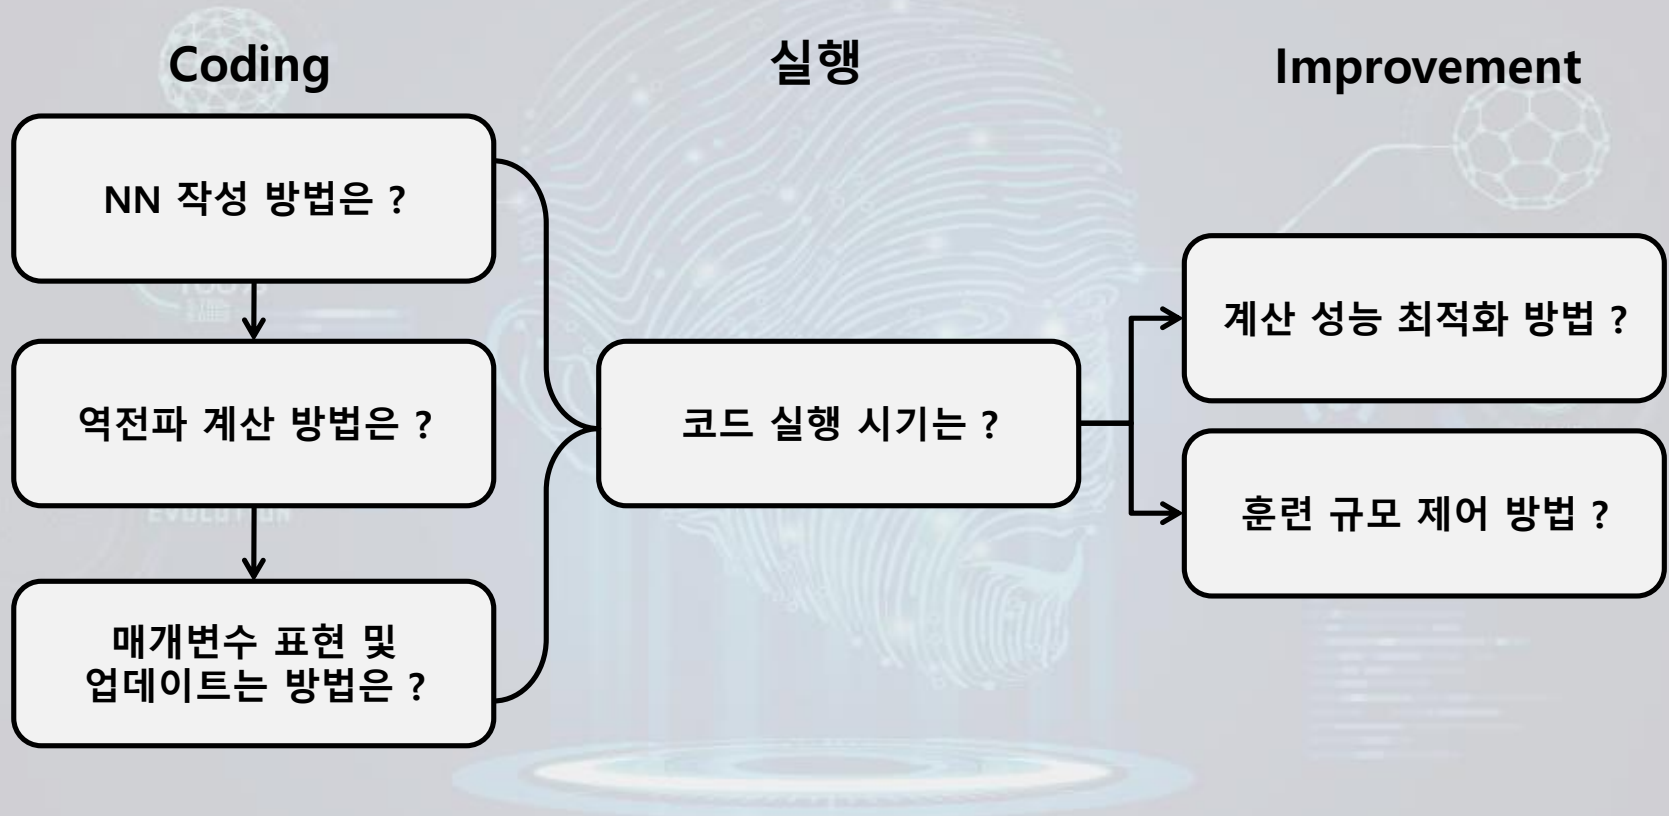 Coding
실행
Improvement
NN 작성 방법은 ?
역전파 계산 방법은 ?
매개변수 표현 및
업데이트는 방법은 ?
코드 실행 시기는 ?
계산 성능 최적화 방법 ?
훈련 규모 제어 방법 ?
EVOLUTION